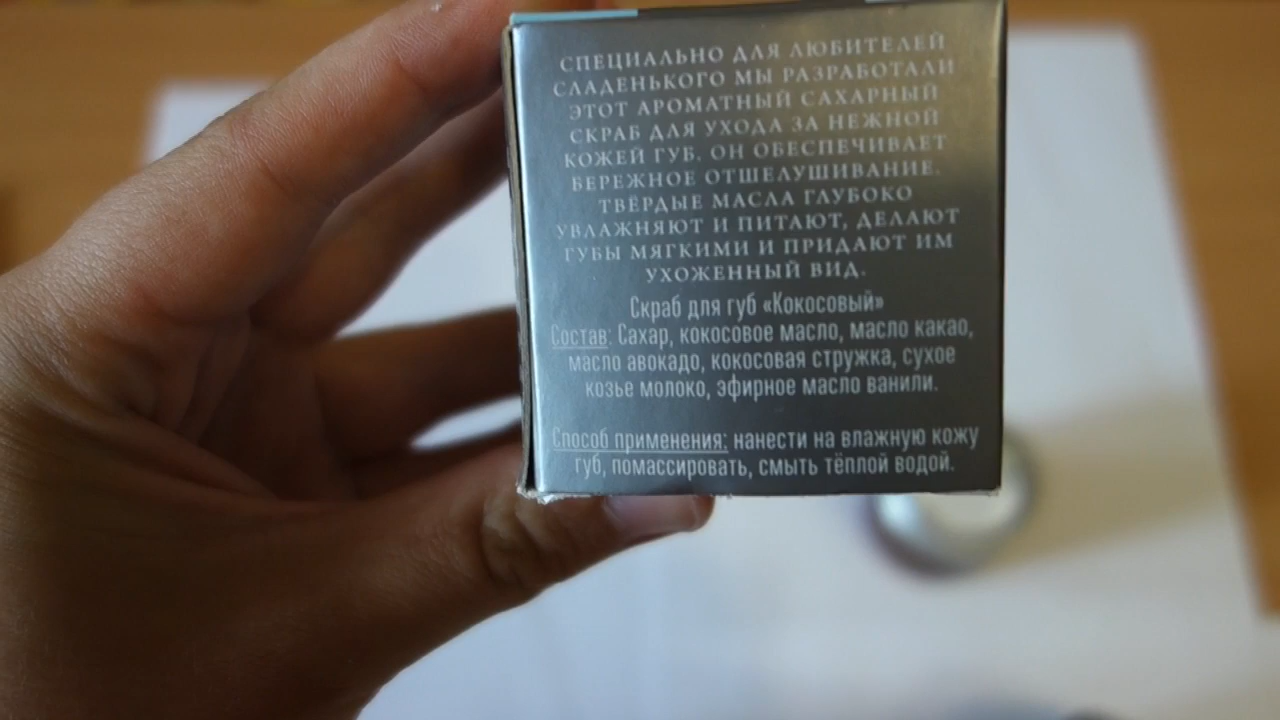 СПЕЦИАЛЬНО ДЛЯ ЛЮБИТЕЛЕЙ
СЛАДЕНЬКОГО МЫ РАЗРАБОТАЛИ
ЭТОТ АРОМАТНЫЙ САХАРНЫЙ
СКРАБ ДЛЯ УХОДА ЗА НЕЖНОЙ
КОЖЕЙ ГУБ. ОН ОБЕСПЕЧИВАЕТ
БЕРЕЖНОЕ ОТШЕЛУШИВАНИЕ.
ТВЁРДЫЕ МАСЛА ГЛУБОКО
УВЛАЖНЯЮТ И ПИТАЮТ, ДЕЛАЮТ
ГУБЫ МЯГКИМИ И ПРИДАЮТ ИМ
УХОЖЕННЫЙ ВИД.
Скраб для губ «Кокосовый»
Состав: Сахар, кокосовое масло, масло какао,
масло авокадо, кокосовая стружка, сухое
козье молоко, эфирное масло ванили.
Способ применения: нанести на влажную кожу
губ, помассировать, смыть тёплой водой.